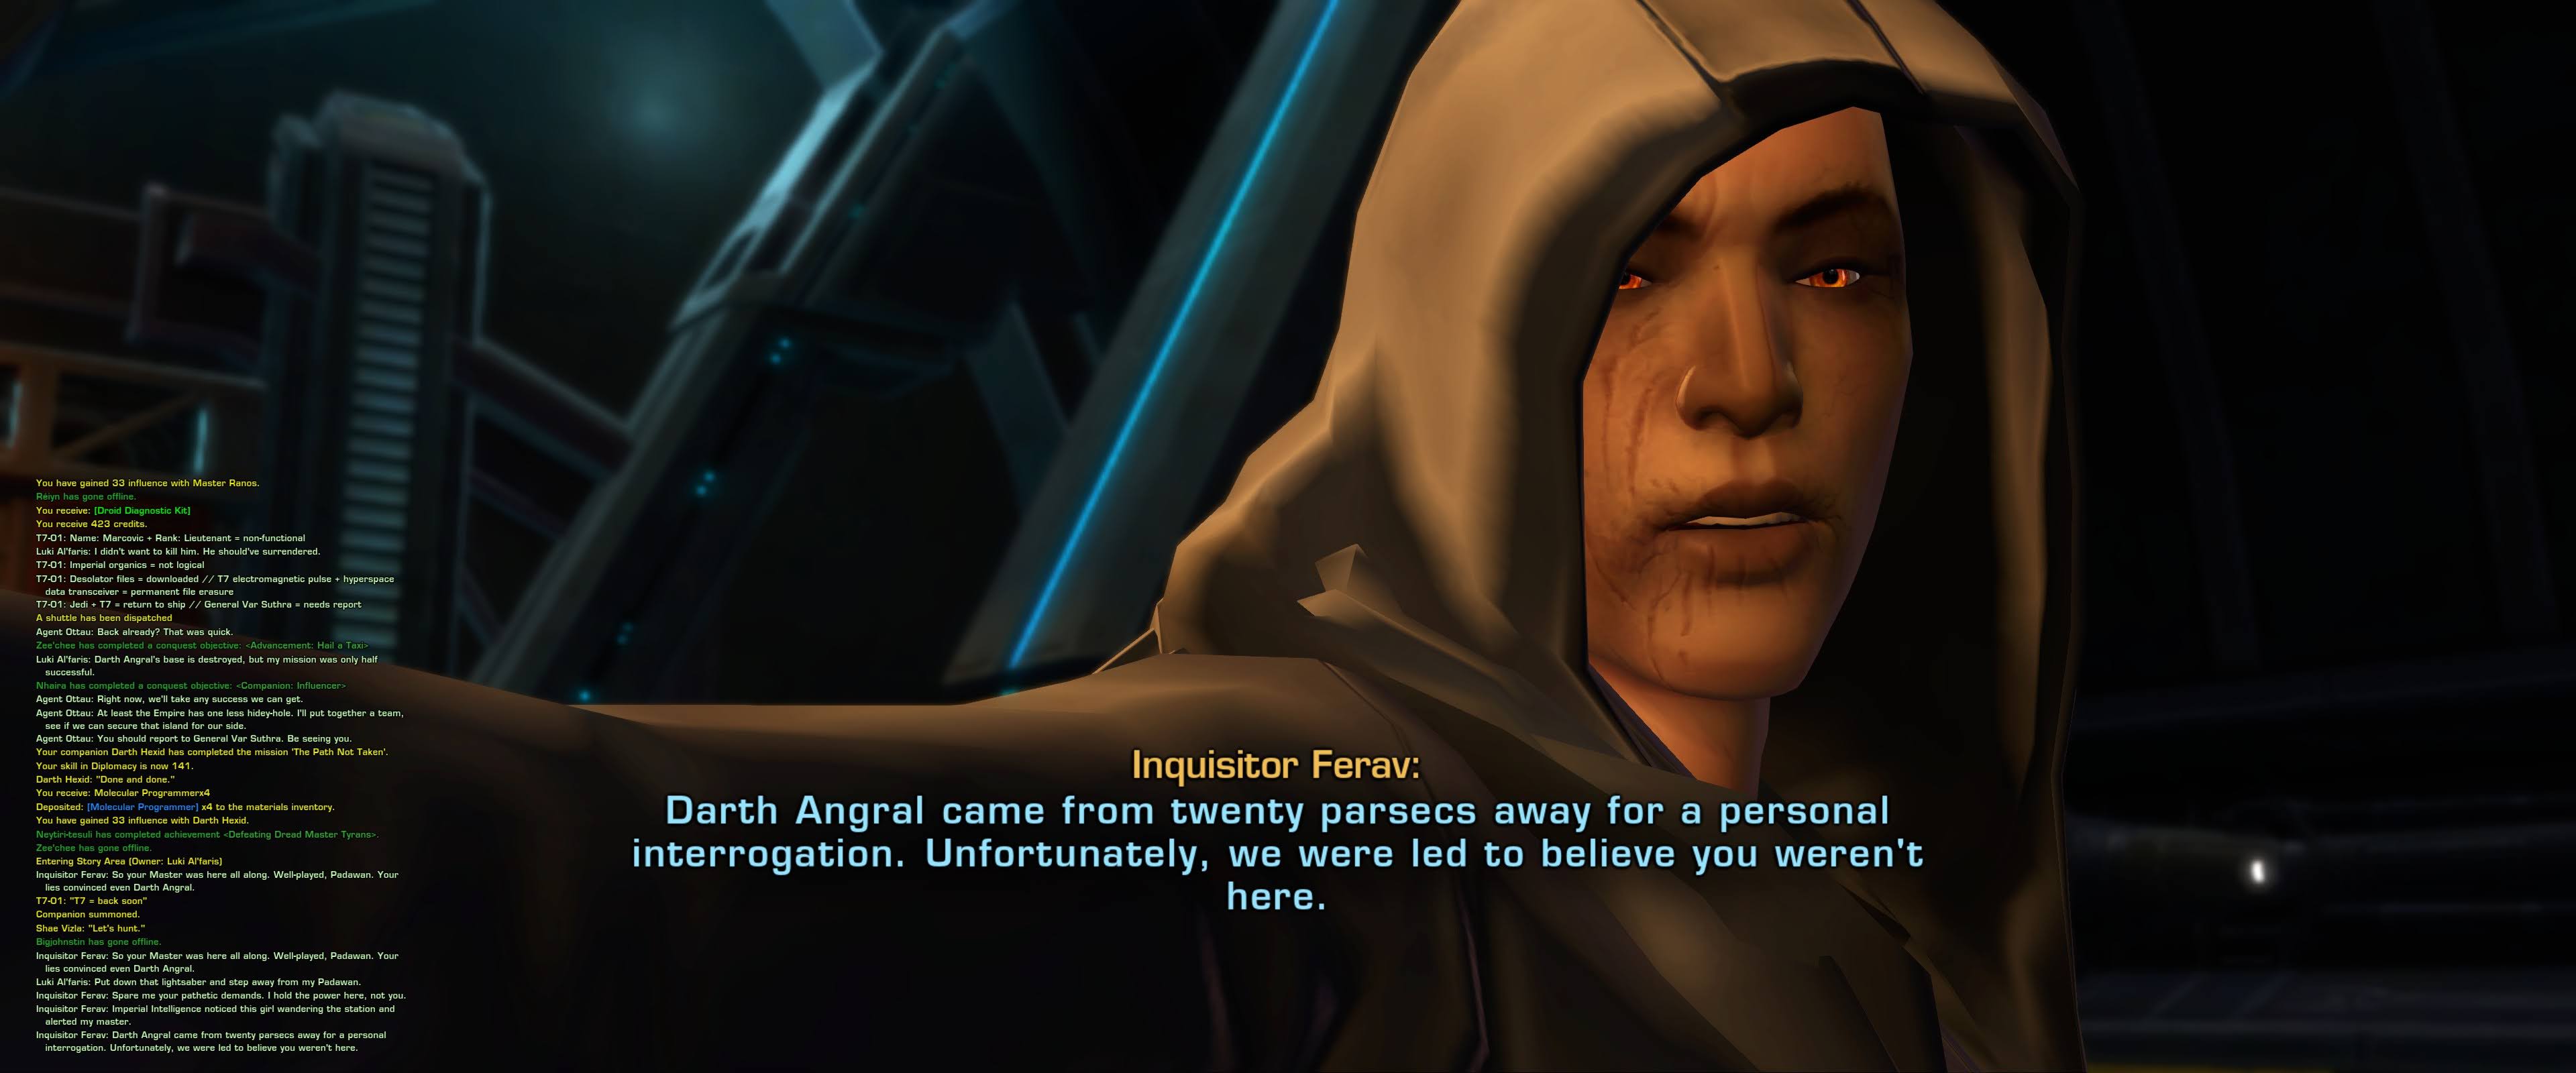 You have gained 33 influence with Master Ranos.
Rèiyn has gone offline.
You receive: [Droid Diagnostic Kit]
You receive 423 credits.
T7-01: Name: Marcovic + Rank: Lieutenant = non-functional
Luki Al'faris: I didn't want to kill him. He should've surrendered.
T7-01: Imperial organics = not logical
T7-01: Desolator files = downloaded // T7 electromagnetic pulse + hyperspace
data transceiver = permanent file erasure
T7-01: Jedi + T7 = return to ship // General Var Suthra = needs report
A shuttle has been dispatched
Agent Ottau: Back already? That was quick.
Zee'chee has completed a conquest objective: <Advancement: Hail a Taxi>
Luki Al'faris: Darth Angral's base is destroyed, but my mission was only half
successful.
Nhaira has completed a conquest objective: <Companion: Influencer>
Agent Ottau: Right now, we'll take any success we can get.
Agent Ottau: At least the Empire has one less hidey-hole. I'll put together a team,
see if we can secure that island for our side.
Agent Ottau: You should report to General Var Suthra. Be seeing you.
Your companion Darth Hexid has completed the mission 'The Path Not Taken'.
Your skill in Diplomacy is now 141.
Darth Hexid: "Done and done."
You receive: Molecular Programmerx4
Deposited: [Molecular Programmer] x4 to the materials inventory.
You have gained 33 influence with Darth Hexid.
Neytiri-tesuli has completed achievement <Defeating Dread Master Tyrans>.
Zee'chee has gone offline.
Entering Story Area (Owner: Luki Al'faris)
Inquisitor Ferav: So your Master was here all along. Well-played, Padawan. Your
lies convinced even Darth Angral.
T7-01: "T7 = back soon"
Companion summoned.
Shae Vizla: "Let's hunt."
Bigjohnstin has gone offline.
Inquisitor Ferav: So your Master was here all along. Well-played, Padawan. Your
lies convinced even Darth Angral.
Luki Al'faris: Put down that lightsaber and step away from my Padawan.
Inquisitor Ferav: Spare me your pathetic demands. I hold the power here, not you.
Inquisitor Ferav: Imperial Intelligence noticed this girl wandering the station and
alerted my master.
Inquisitor Ferav: Darth Angral came from twenty parsecs away for a personal
interrogation. Unfortunately, we were led to believe you weren't here.
Inquisitor Ferav:
Darth Angral came from twenty parsecs away for a personal
interrogation. Unfortunately, we were led to believe you weren't
here.